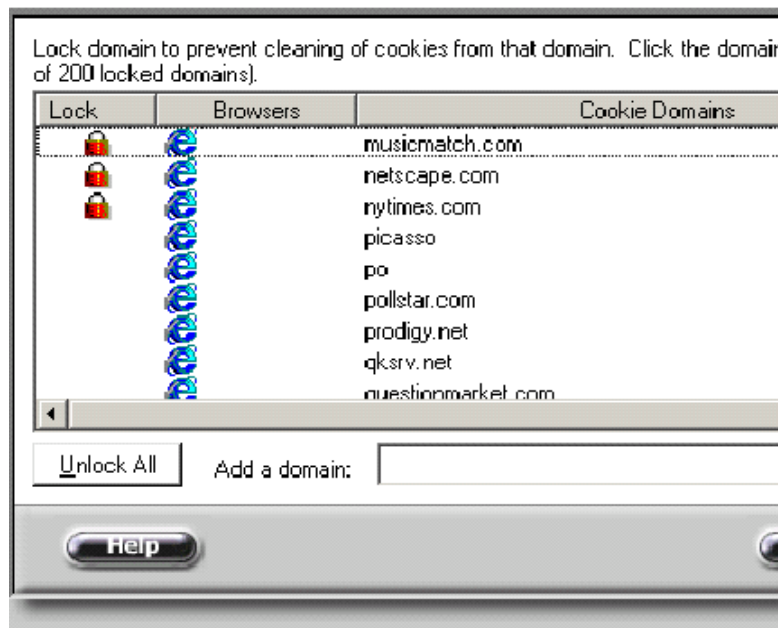 Lock domain to prevent cleaning of cookies from that domain. Click the domain
of 200 locked domains).
Lock Browsers Cookie Domains
musicmatch.com
netscape.com
nytimes.com
picasso
po
pollstar.com
prodigy.net
qksrv.net
questionmarket.com
Unlock All Add a domain:
Help